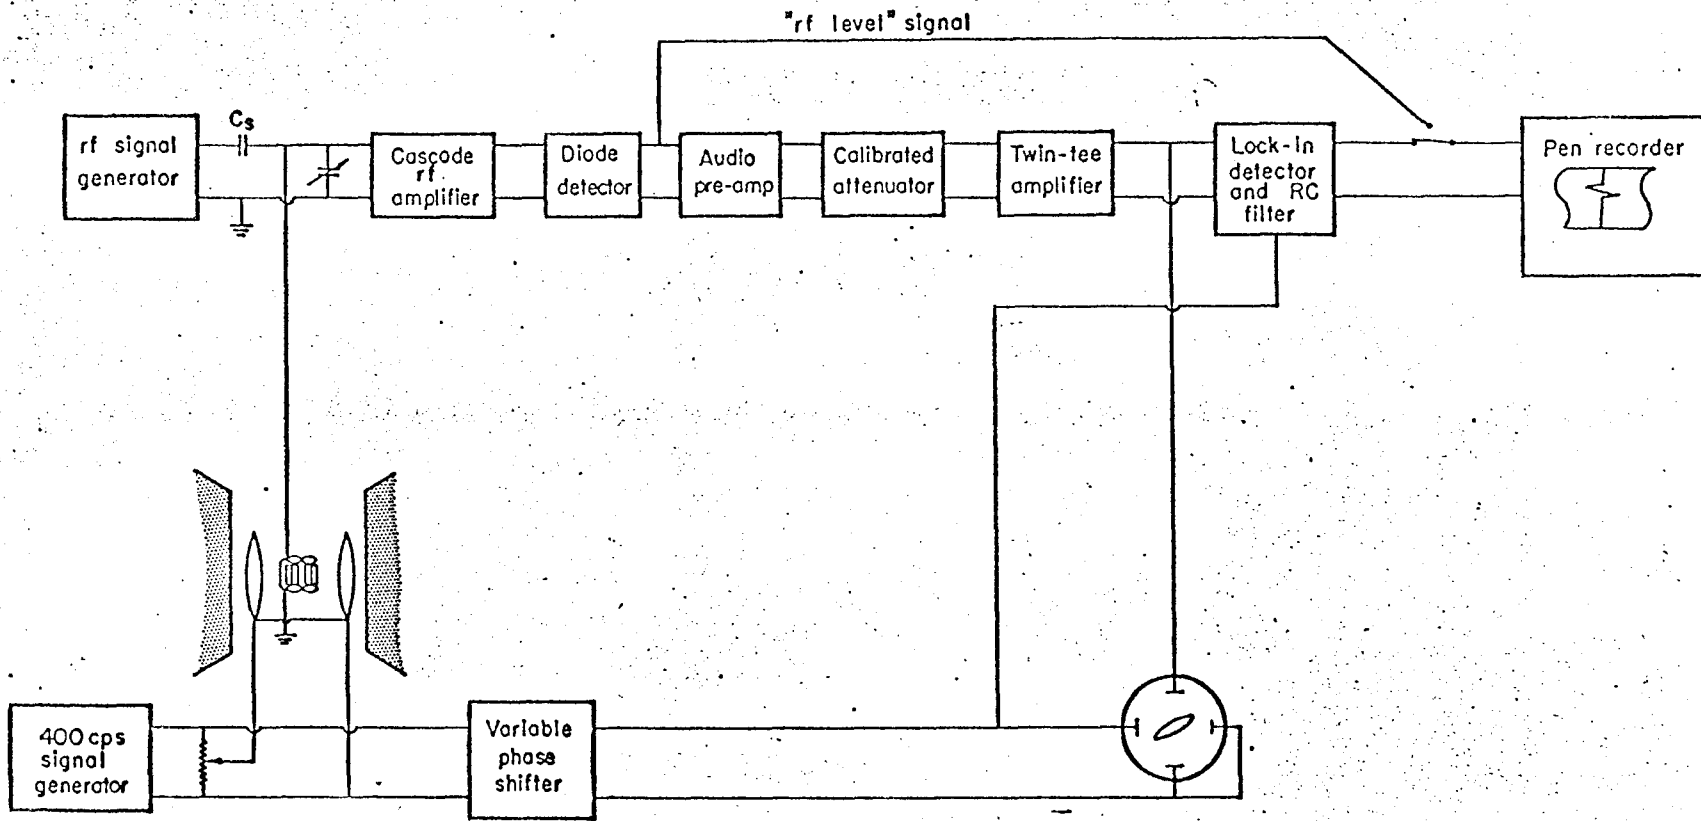 "rf level" signal
rf signal
generator
Cs
Cascode
rf
amplifier
Diode
detector
Audio
pre-amp
Calibrated
attenuator
Twin-tee
amplifier
Lock-in
detector
and RC
filter
Pen recorder
400 cps
signal
generator
Variable
phase
shifter